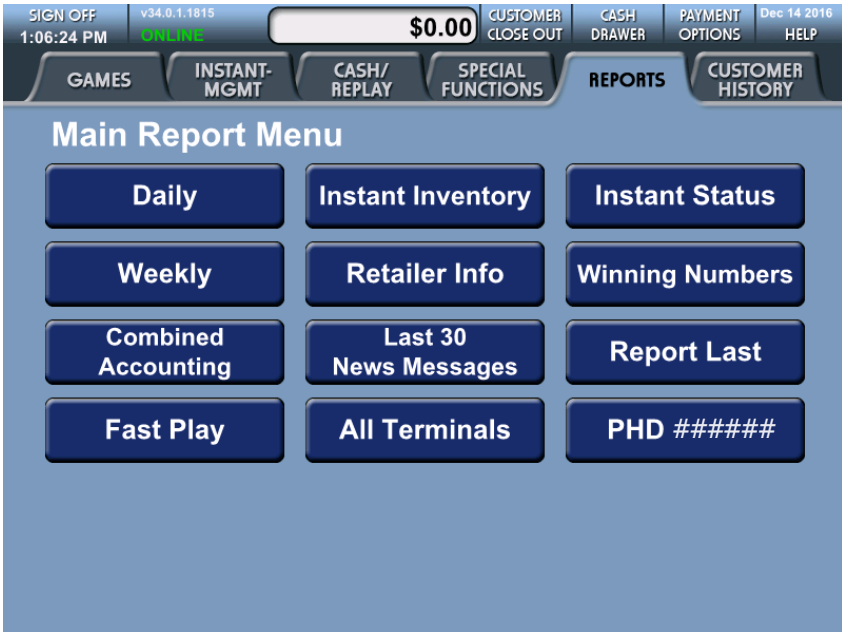 SIGN OFF
1:06:24 PM
v34.0.1.1815
ONLINE
$0.00
CUSTOMER
CLOSE OUT
CASH
DRAWER
PAYMENT
OPTIONS
Dec 14 2016
HELP
GAMES
INSTANT-
MGMT
CASH/
REPLAY
SPECIAL
FUNCTIONS
REPORTS
CUSTOMER
HISTORY
Main Report Menu
Daily
Instant Inventory
Instant Status
Weekly
Retailer Info
Winning Numbers
Combined
Accounting
Last 30
News Messages
Report Last
Fast Play
All Terminals
PHD ######